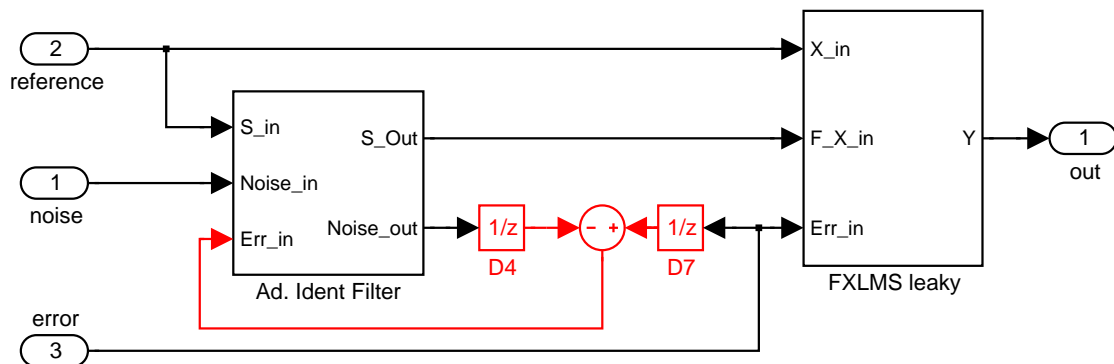 2
reference
1
noise
error
3
S_in
Noise_in
Err_in
S_Out
Noise_out
Ad. Ident Filter
1/z
D4
− +
1/z
D7
X_in
F_X_in
Err_in
Y
FXLMS leaky
1
out